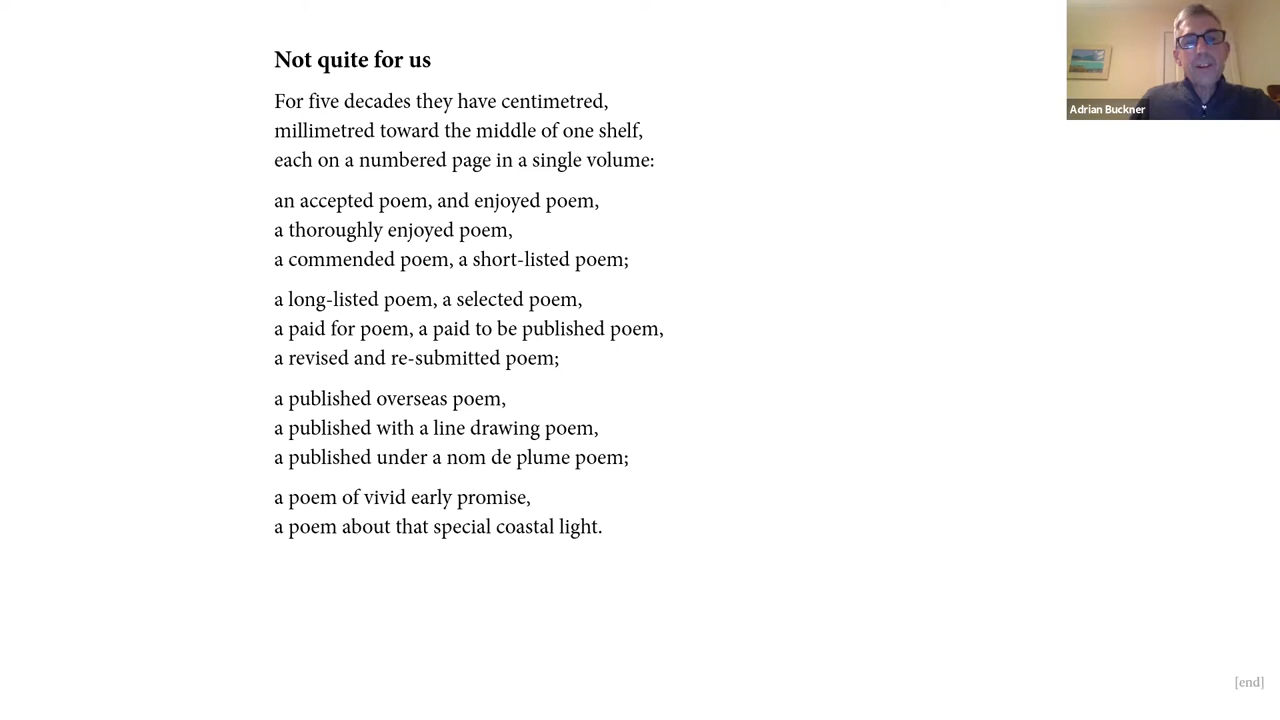 Not quite for us
For five decades they have centimetred,
millimetred toward the middle of one shelf,
each on a numbered page in a single volume:
an accepted poem, and enjoyed poem,
a thoroughly enjoyed poem,
a commended poem, a short-listed poem;
a long-listed poem, a selected poem,
a paid for poem, a paid to be published poem,
a revised and re-submitted poem;
a published overseas poem,
a published with a line drawing poem,
a published under a nom de plume poem;
a poem of vivid early promise,
a poem about that special coastal light.
Adrian Buckner
[end]